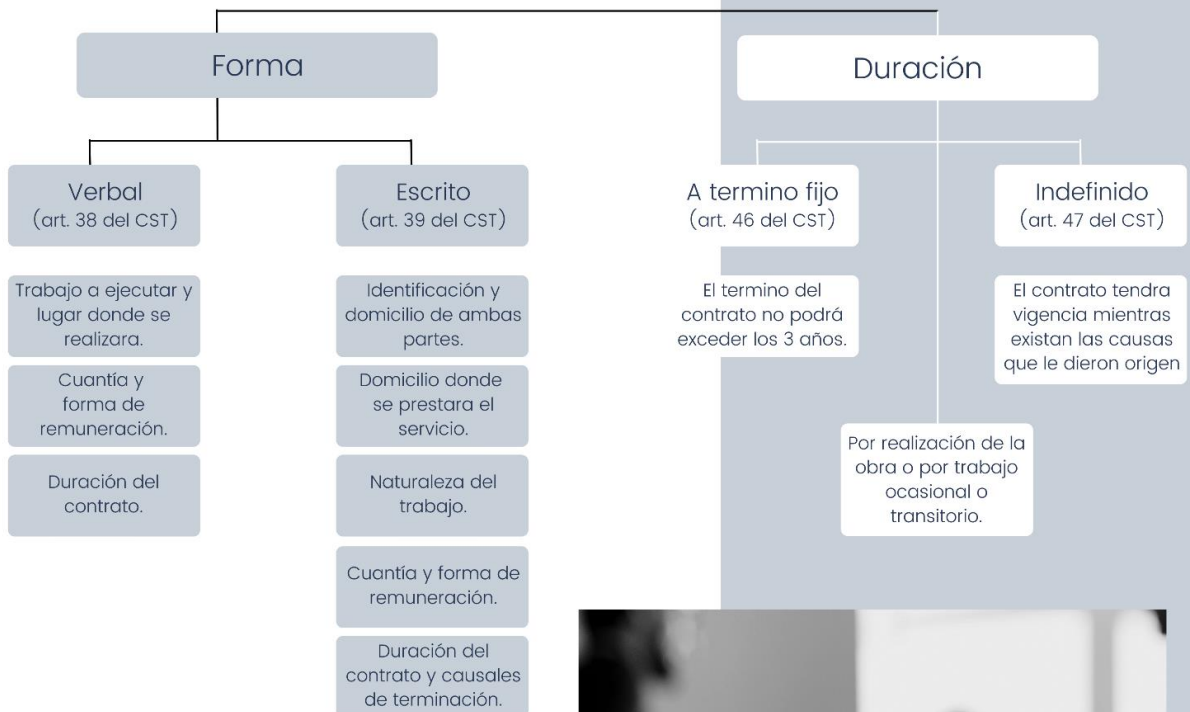 Forma
Verbal
(art. 38 del CST)
Trabajo a ejecutar y
lugar donde se
realizara.
Cuantía y
forma de
remuneración.
Duración del
contrato.
Escrito
(art. 39 del CST)
Identificación y
domicilio de ambas
partes.
Domicilio donde
se prestara el
servicio.
Naturaleza del
trabajo.
Cuantía y forma de
remuneración.
Duración del
contrato y causales
de terminación.
Duración
A termino fijo
(art. 46 del CST)
El termino del
contrato no podrá
exceder los 3 años.
Por realización de la
obra o por trabajo
ocasional o
transitorio.
Indefinido
(art. 47 del CST)
El contrato tendra
vigencia mientras
existan las causas
que le dieron origen